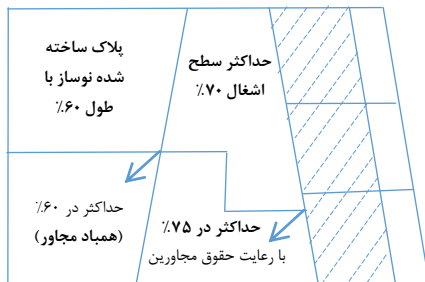 حداکثر سطح
اشغال ۷۰٪
پلاک ساخته
شده نوساز با
طول ۶۰٪
حداکثر در ۷۵٪
با رعایت حقوق مجاورین
حداکثر در ۶۰٪
(همباد مجاور)